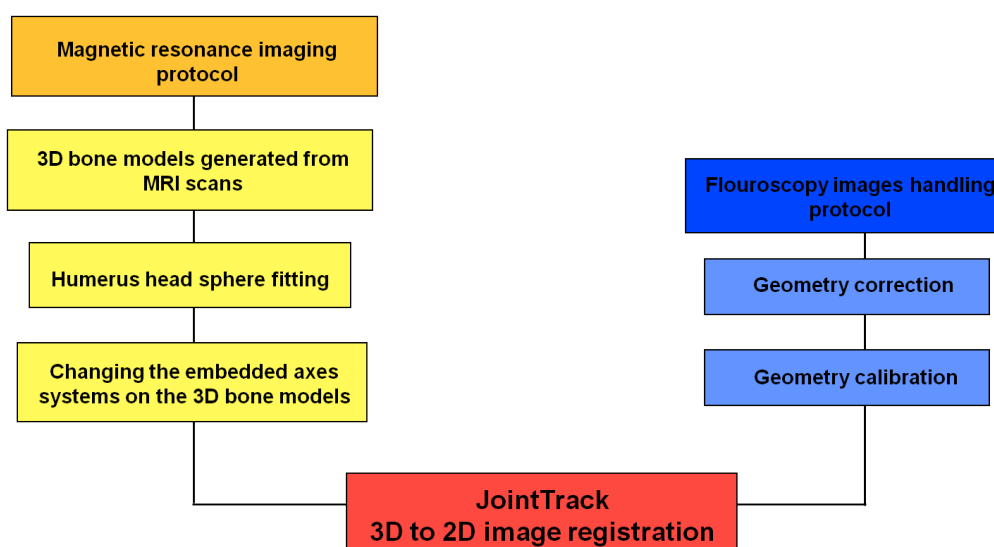 Magnetic resonance imaging
protocol
3D bone models generated from
MRI scans
Humerus head sphere fitting
Changing the embedded axes
systems on the 3D bone models
Flouroscopy images handling
protocol
Geometry correction
Geometry calibration
JointTrack
3D to 2D image registration